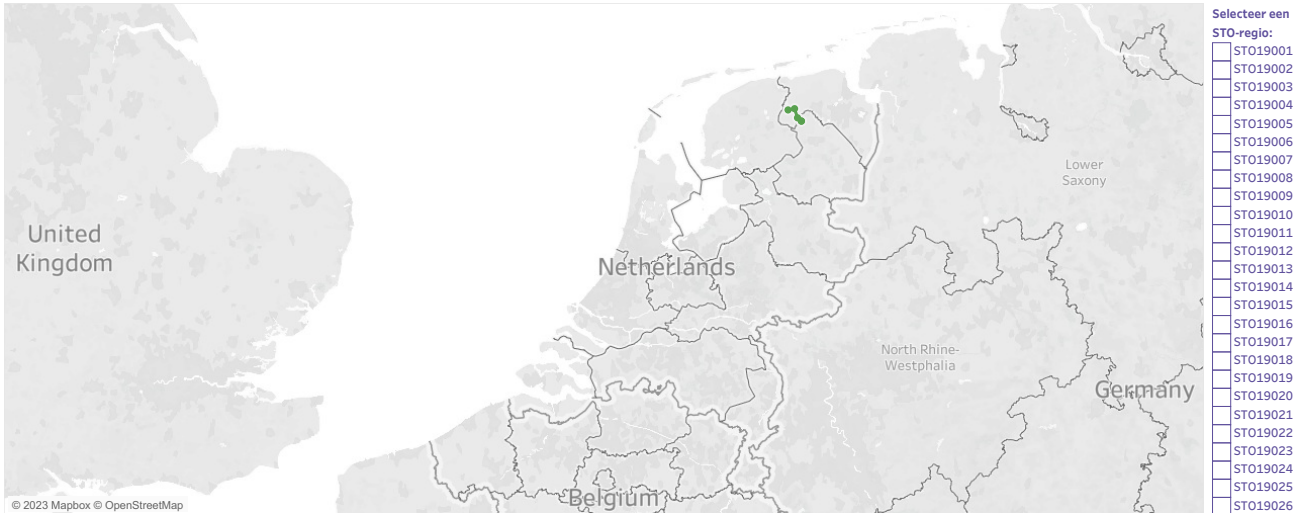 United
Kingdom
Netherlands
Lower
Saxony
North Rhine-
Westphalia
Germany
Belgium
© 2023 Mapbox © OpenStreetMap
Selecteer een
STO-regio:
STO19001
STO19002
STO19003
STO19004
STO19005
STO19006
STO19007
STO19008
STO19009
STO19010
STO19011
STO19012
STO19013
STO19014
STO19015
STO19016
STO19017
STO19018
STO19019
STO19020
STO19021
STO19022
STO19023
STO19024
STO19025
STO19026